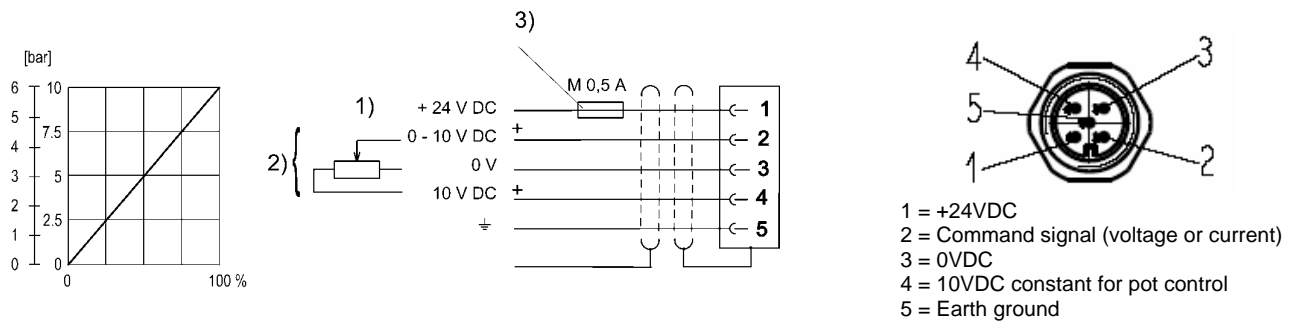 [bar]
6
5
4
3
2
1
0
10
7.5
5
2.5
0
0
100 %
3)
M 0,5 A
1)
2)
+ 24 V DC
0 - 10 V DC +
0 V
10 V DC +
1
2
3
4
5
4
3
5
1
2
1 = +24VDC
2 = Command signal (voltage or current)
3 = 0VDC
4 = 10VDC constant for pot control
5 = Earth ground